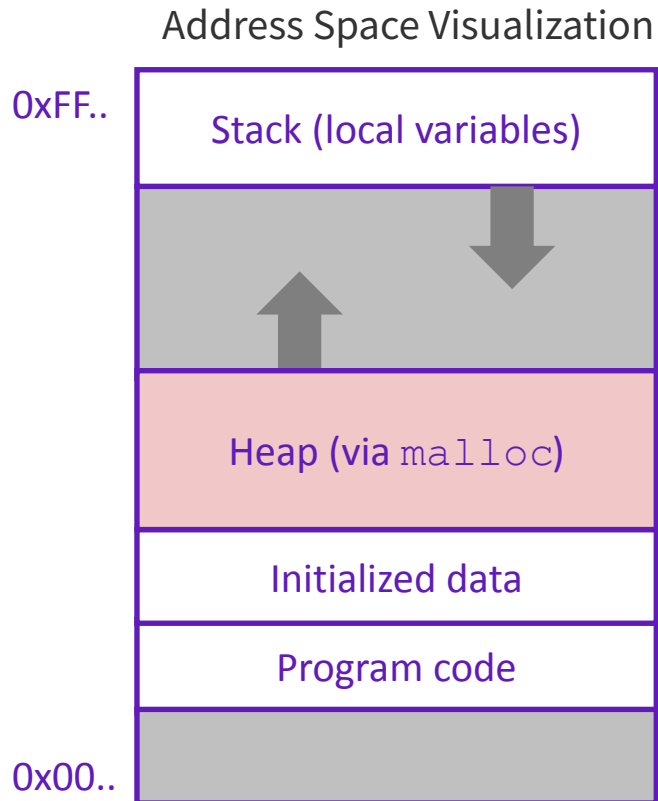 Address Space Visualization
0xFF..
Stack (local variables)
Heap (via malloc)
Initialized data
Program code
0x00..